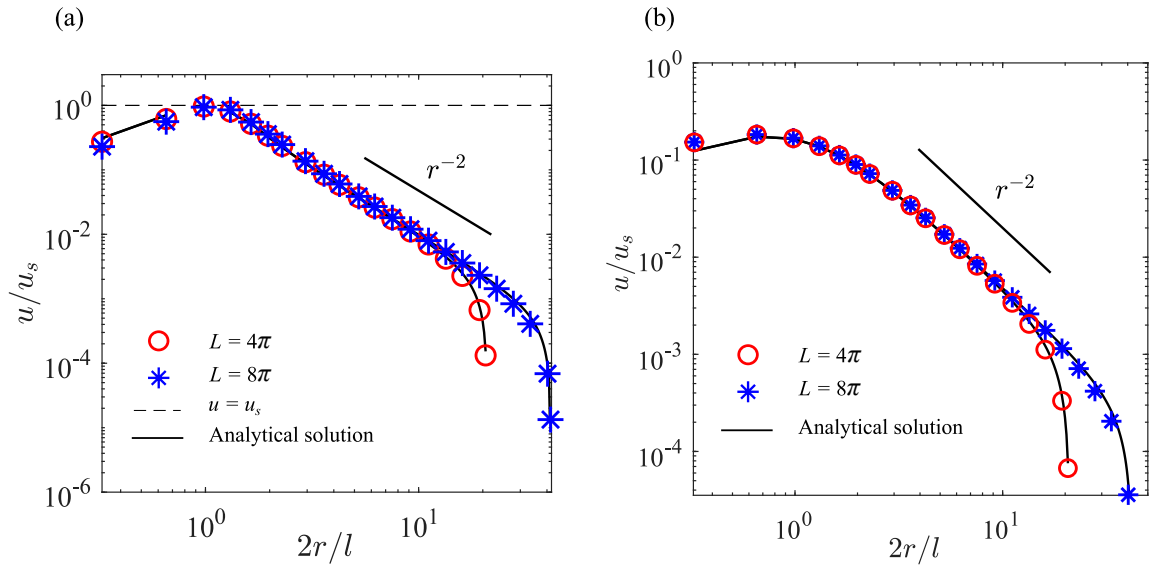 (a)
10^0
10^-2
10^-4
10^-6
u/u_s
r^-2
L = 4π
L = 8π
u = u_s
Analytical solution
10^0
10^1
2r/l
(b)
10^0
10^-1
10^-2
10^-3
10^-4
u/u_s
r^-2
L = 4π
L = 8π
Analytical solution
10^0
10^1
2r/l